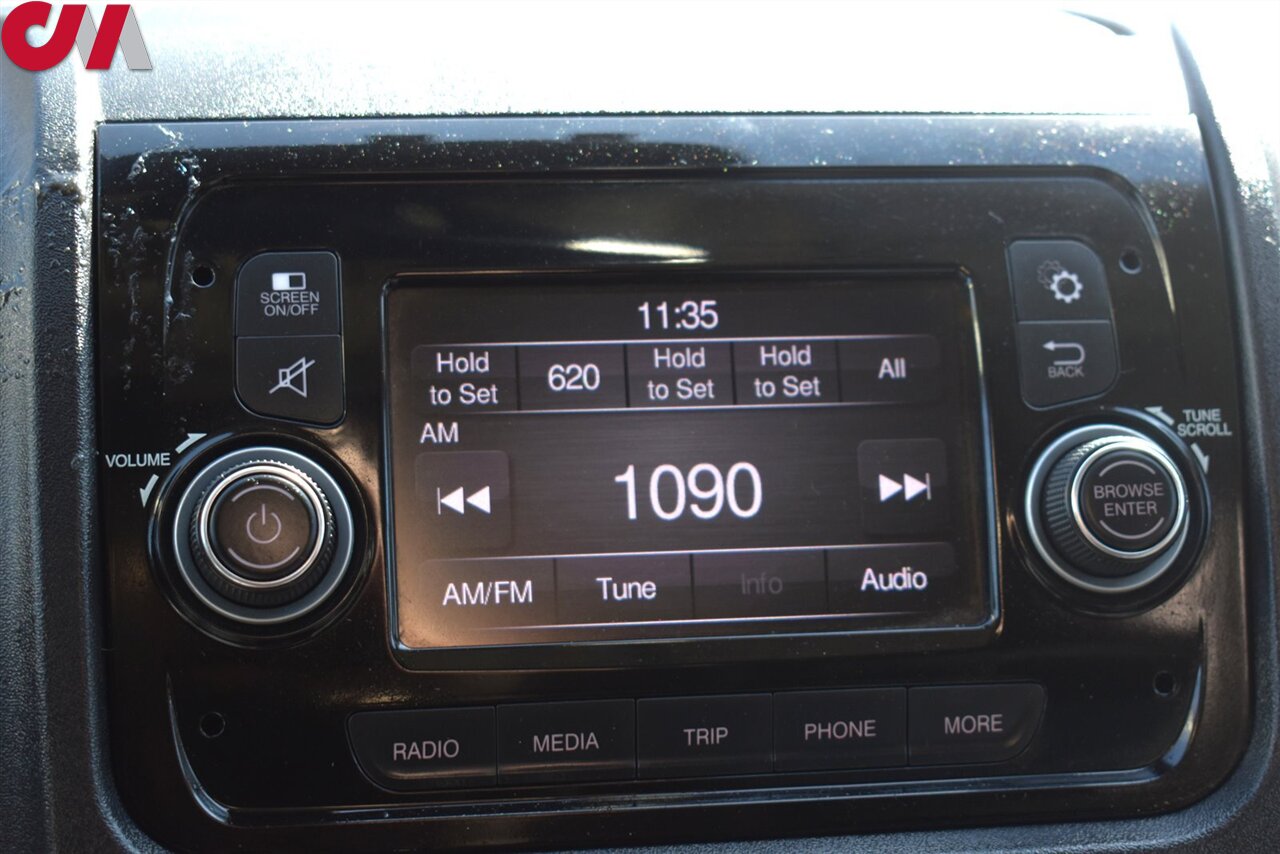 CM
11:35
SCREEN
ON/OFF
Hold
to Set
620
Hold
to Set
Hold
to Set
All
BACK
AM
TUNE
SCROLL
VOLUME
1090
BROWSE
ENTER
AM/FM Tune Info Audio
RADIO MEDIA TRIP PHONE MORE